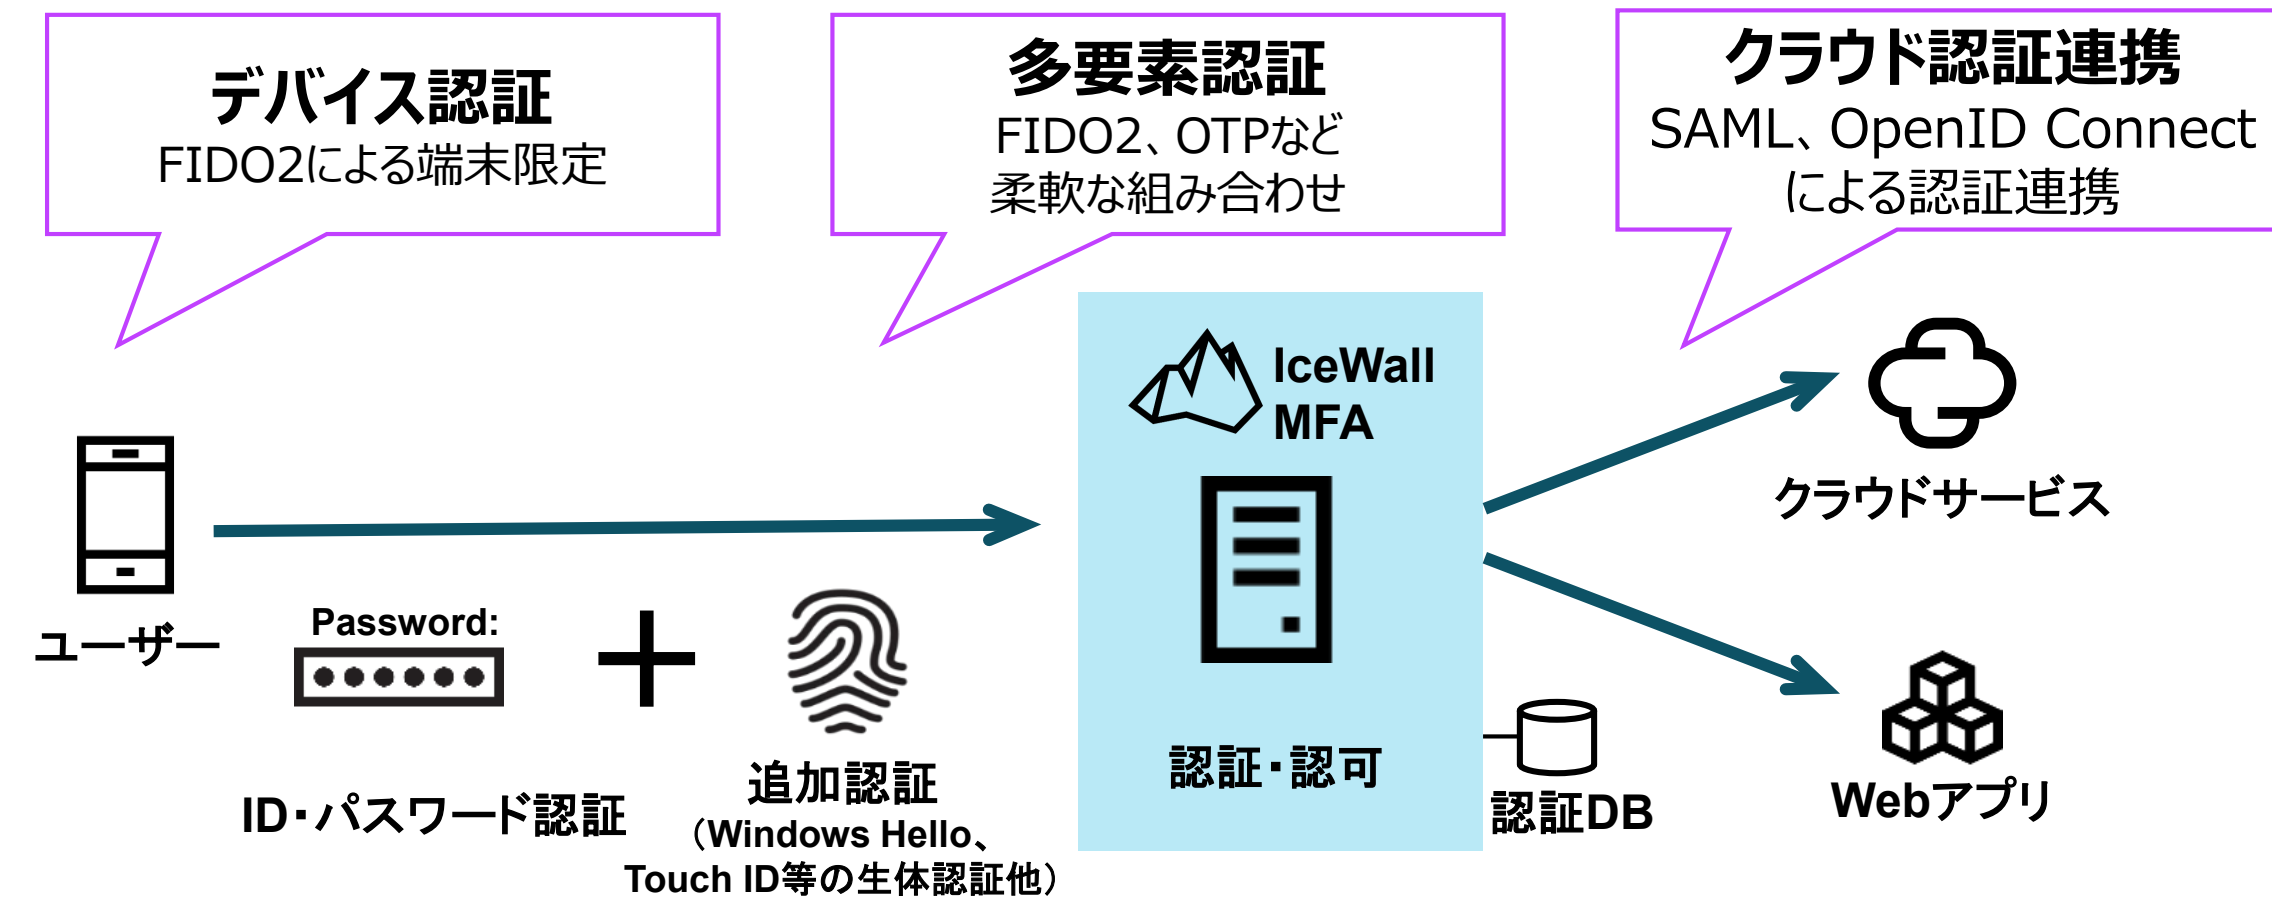 デバイス認証
FIDO2による端末限定
多要素認証
FIDO2、OTPなど
柔軟な組み合わせ
クラウド認証連携
SAML、OpenID Connect
による認証連携
IceWall
MFA
クラウドサービス
ユーザー
Password:
ID・パスワード認証
追加認証
（Windows Hello、
Touch ID等の生体認証他）
認証・認可
認証DB
Webアプリ